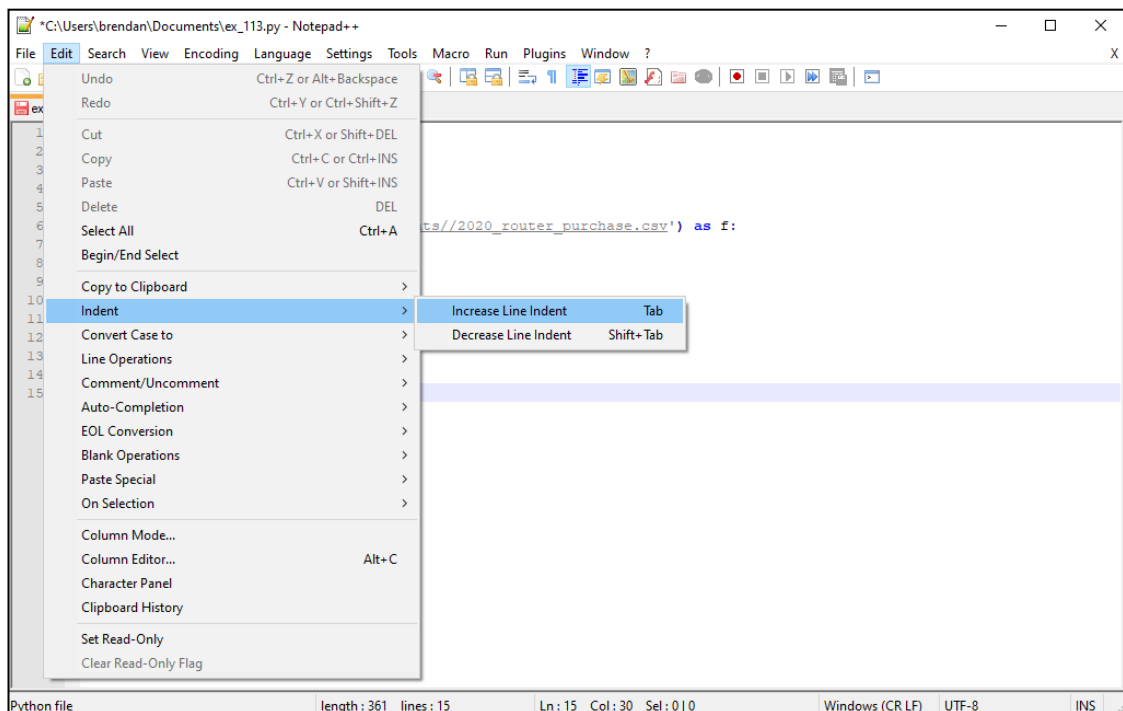 *C:\Users\brendan\Documents\ex_113.py - Notepad++
File Edit Search View Encoding Language Settings Tools Macro Run Plugins Window ? X
ex
Undo Ctrl+Z or Alt+Backspace
Redo Ctrl+Y or Ctrl+Shift+Z
1
Cut Ctrl+X or Shift+DEL
2
Copy Ctrl+C or Ctrl+INS
3
4
Paste Ctrl+V or Shift+INS
5
Delete DEL
6
Select All Ctrl+A
ts//2020_router_purchase.csv') as f:
7
Begin/End Select
8
9
Copy to Clipboard >
10
Indent > Increase Line Indent Tab
11
12
Convert Case to > Decrease Line Indent Shift+Tab
13
Line Operations >
14
Comment/Uncomment >
15
Auto-Completion >
EOL Conversion >
Blank Operations >
Paste Special >
On Selection >
Column Mode...
Column Editor... Alt+C
Character Panel
Clipboard History
Set Read-Only
Clear Read-Only Flag
Python file length : 361 lines : 15 Ln : 15 Col : 30 Sel : 0 | 0 Windows (CR LF) UTF-8 INS